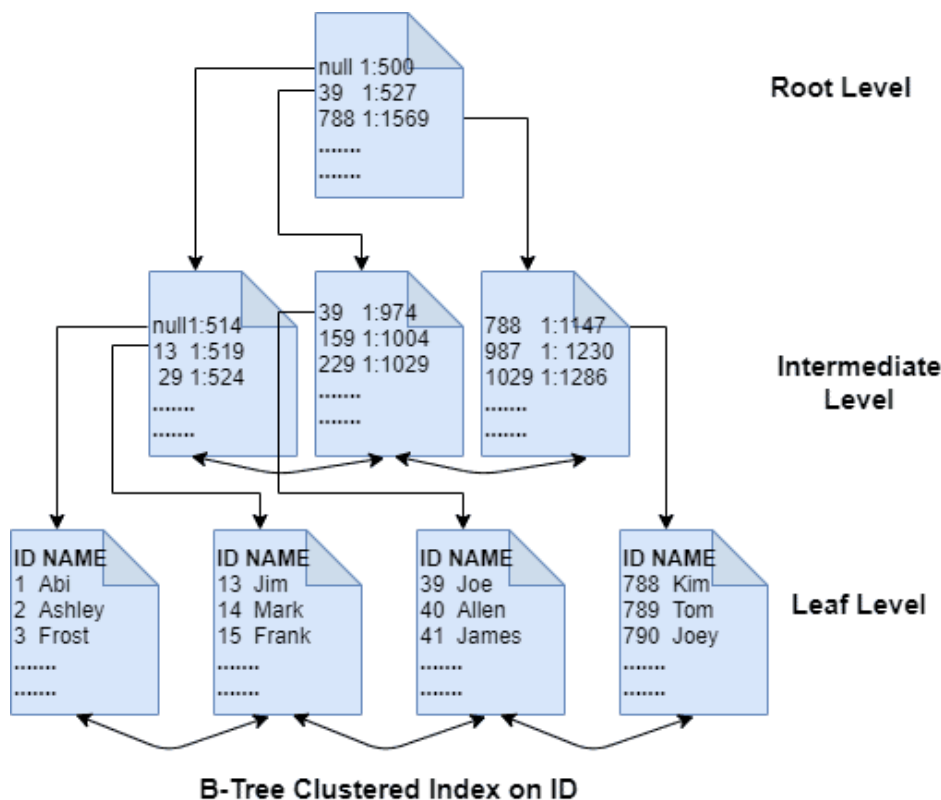 null 1:500
39 1:527
788 1:1569
.......
.......
Root Level
null1:514
13 1:519
29 1:524
.......
.......
39 1:974
159 1:1004
229 1:1029
.......
.......
788 1:1147
987 1: 1230
1029 1:1286
.......
.......
Intermediate
Level
ID NAME
1 Abi
2 Ashley
3 Frost
.......
.......
ID NAME
13 Jim
14 Mark
15 Frank
.......
.......
ID NAME
39 Joe
40 Allen
41 James
.......
.......
ID NAME
788 Kim
789 Tom
790 Joey
.......
.......
Leaf Level
B-Tree Clustered Index on ID